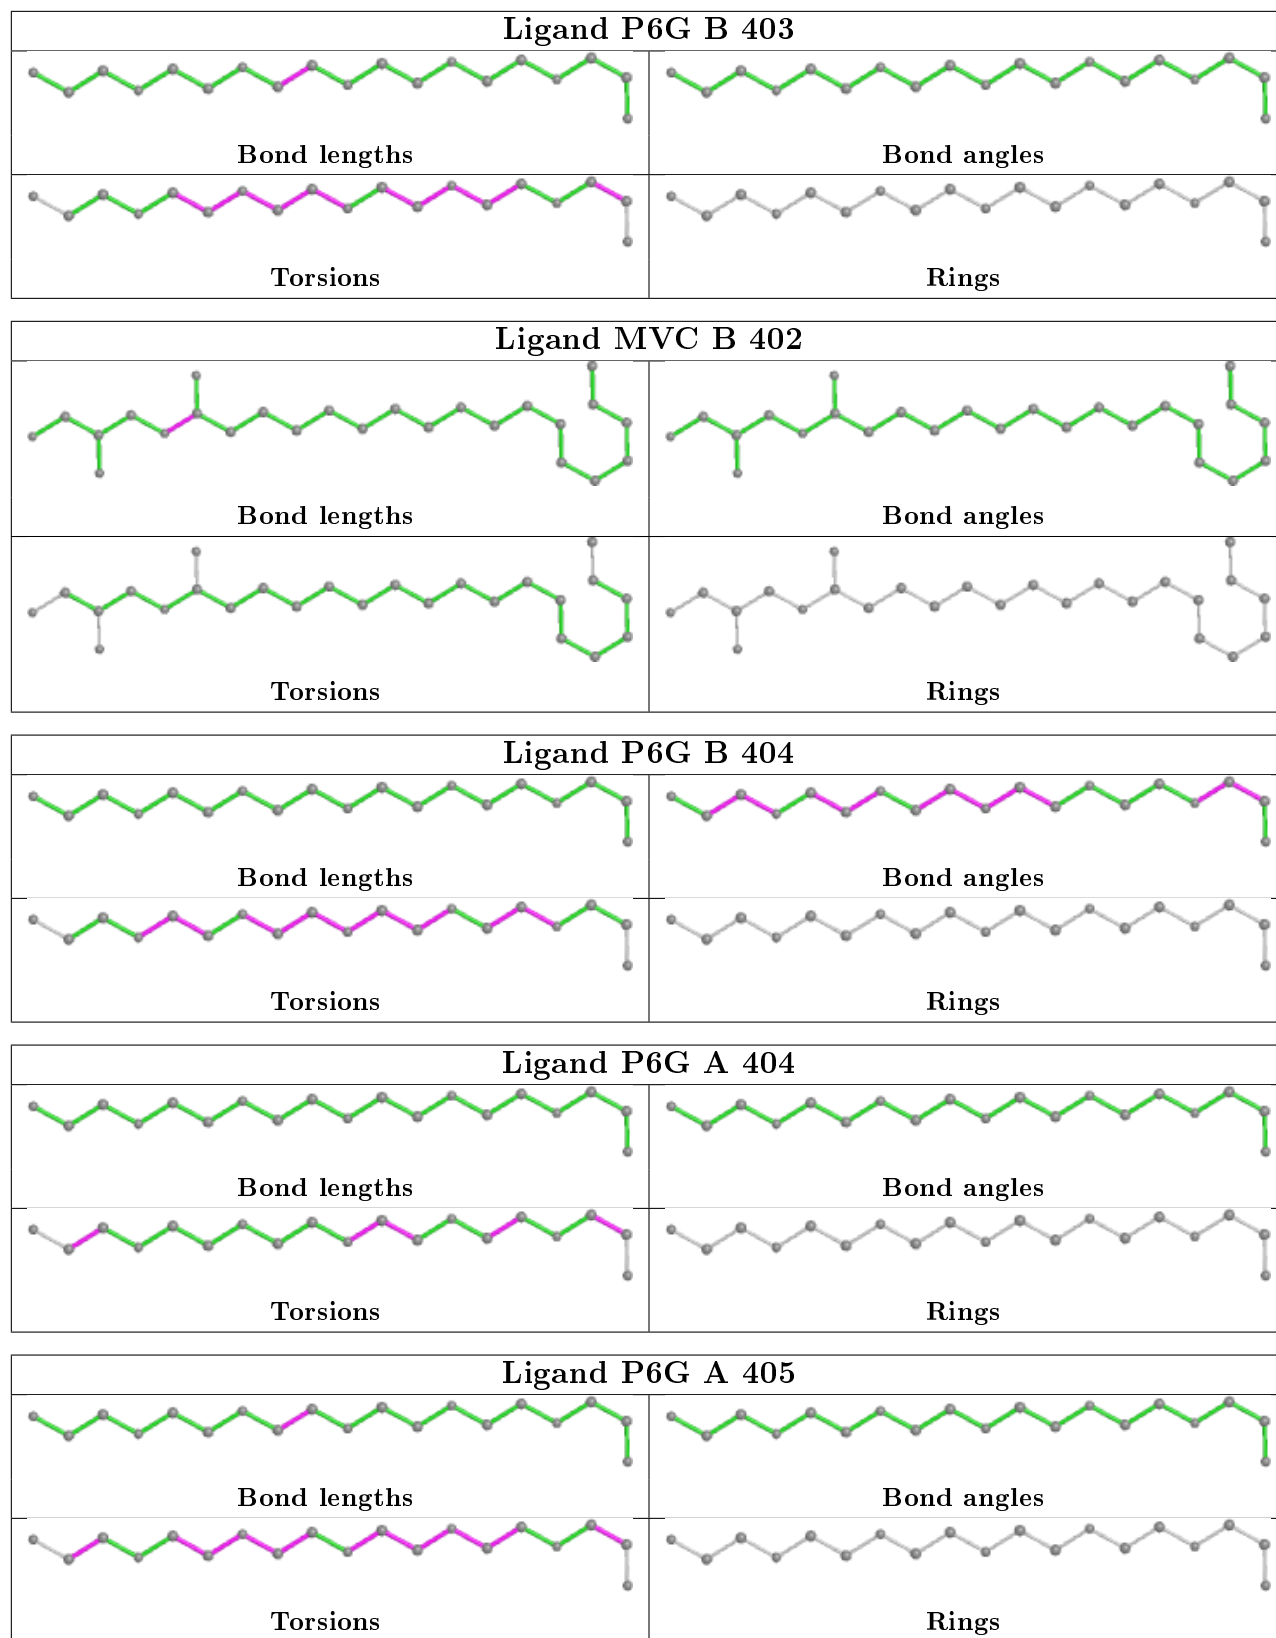 Ligand P6G B 403
Bond lengths
Bond angles
Torsions
Rings
Ligand MVC B 402
Bond lengths
Bond angles
Torsions
Rings
Ligand P6G B 404
Bond lengths
Bond angles
Torsions
Rings
Ligand P6G A 404
Bond lengths
Bond angles
Torsions
Rings
Ligand P6G A 405
Bond lengths
Bond angles
Torsions
Rings